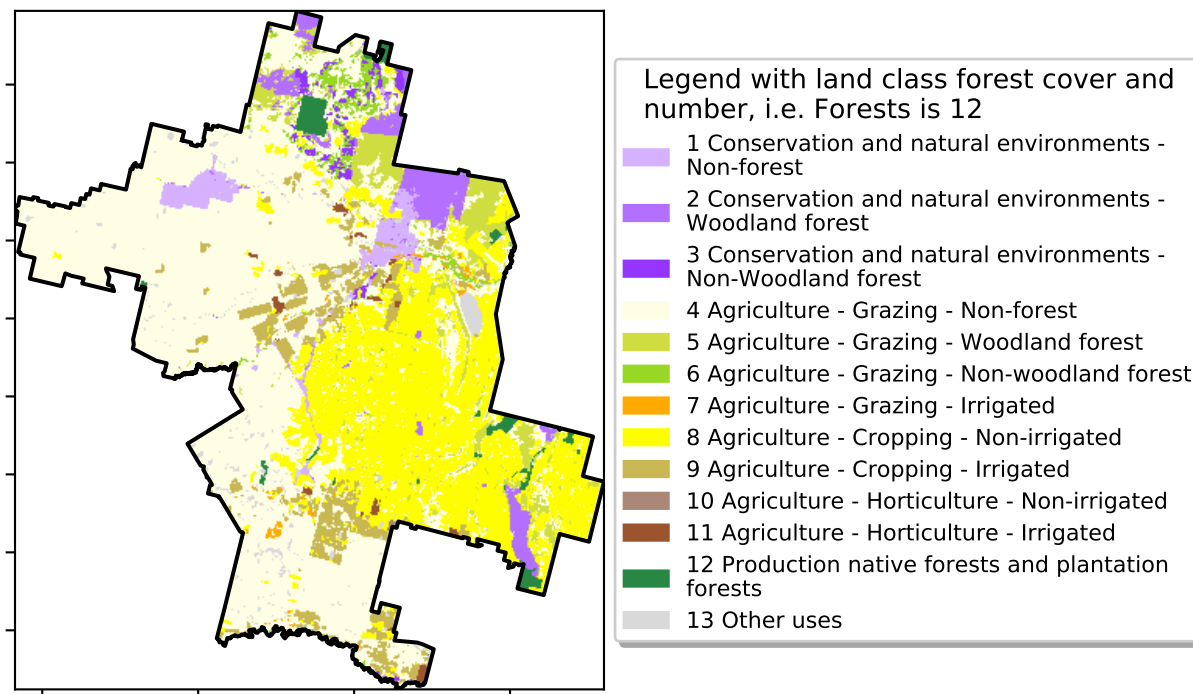 Legend with land class forest cover and
number, i.e. Forests is 12
1 Conservation and natural environments -
Non-forest
2 Conservation and natural environments -
Woodland forest
3 Conservation and natural environments -
Non-Woodland forest
4 Agriculture - Grazing - Non-forest
5 Agriculture - Grazing - Woodland forest
6 Agriculture - Grazing - Non-woodland forest
7 Agriculture - Grazing - Irrigated
8 Agriculture - Cropping - Non-irrigated
9 Agriculture - Cropping - Irrigated
10 Agriculture - Horticulture - Non-irrigated
11 Agriculture - Horticulture - Irrigated
12 Production native forests and plantation
forests
13 Other uses